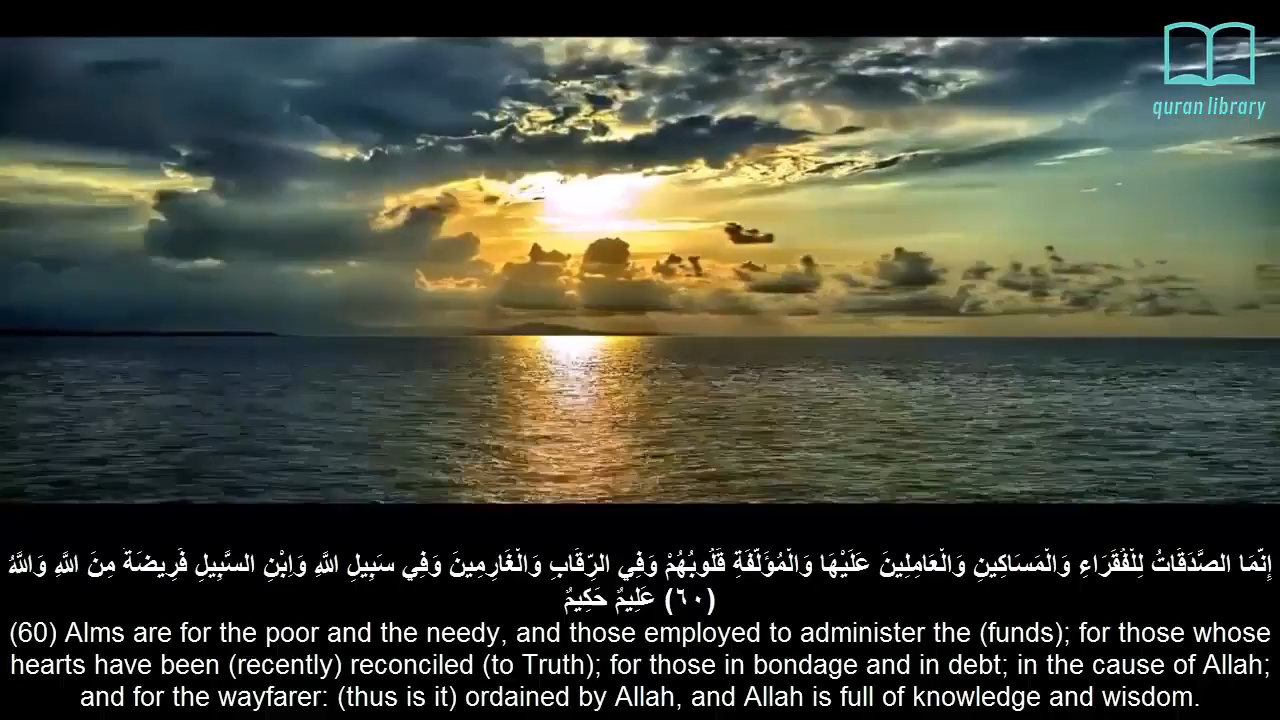 quran library
إِنَّمَا الصَّدَقَاتُ لِلْفُقَرَاءِ وَالْمَسَاكِينِ وَالْعَامِلِينَ عَلَيْهَا وَالْمُؤَلَّفَةِ قُلُوبُهُمْ وَفِي الرِّقَابِ وَالْغَارِمِينَ وَفِي سَبِيلِ اللَّهِ وَابْنِ السَّبِيلِ فَرِيضَةً مِنَ اللَّهِ وَاللَّهُ
عَلِيمٌ حَكِيمٌ (٦٠)
(60) Alms are for the poor and the needy, and those employed to administer the (funds); for those whose
hearts have been (recently) reconciled (to Truth); for those in bondage and in debt; in the cause of Allah;
and for the wayfarer: (thus is it) ordained by Allah, and Allah is full of knowledge and wisdom.